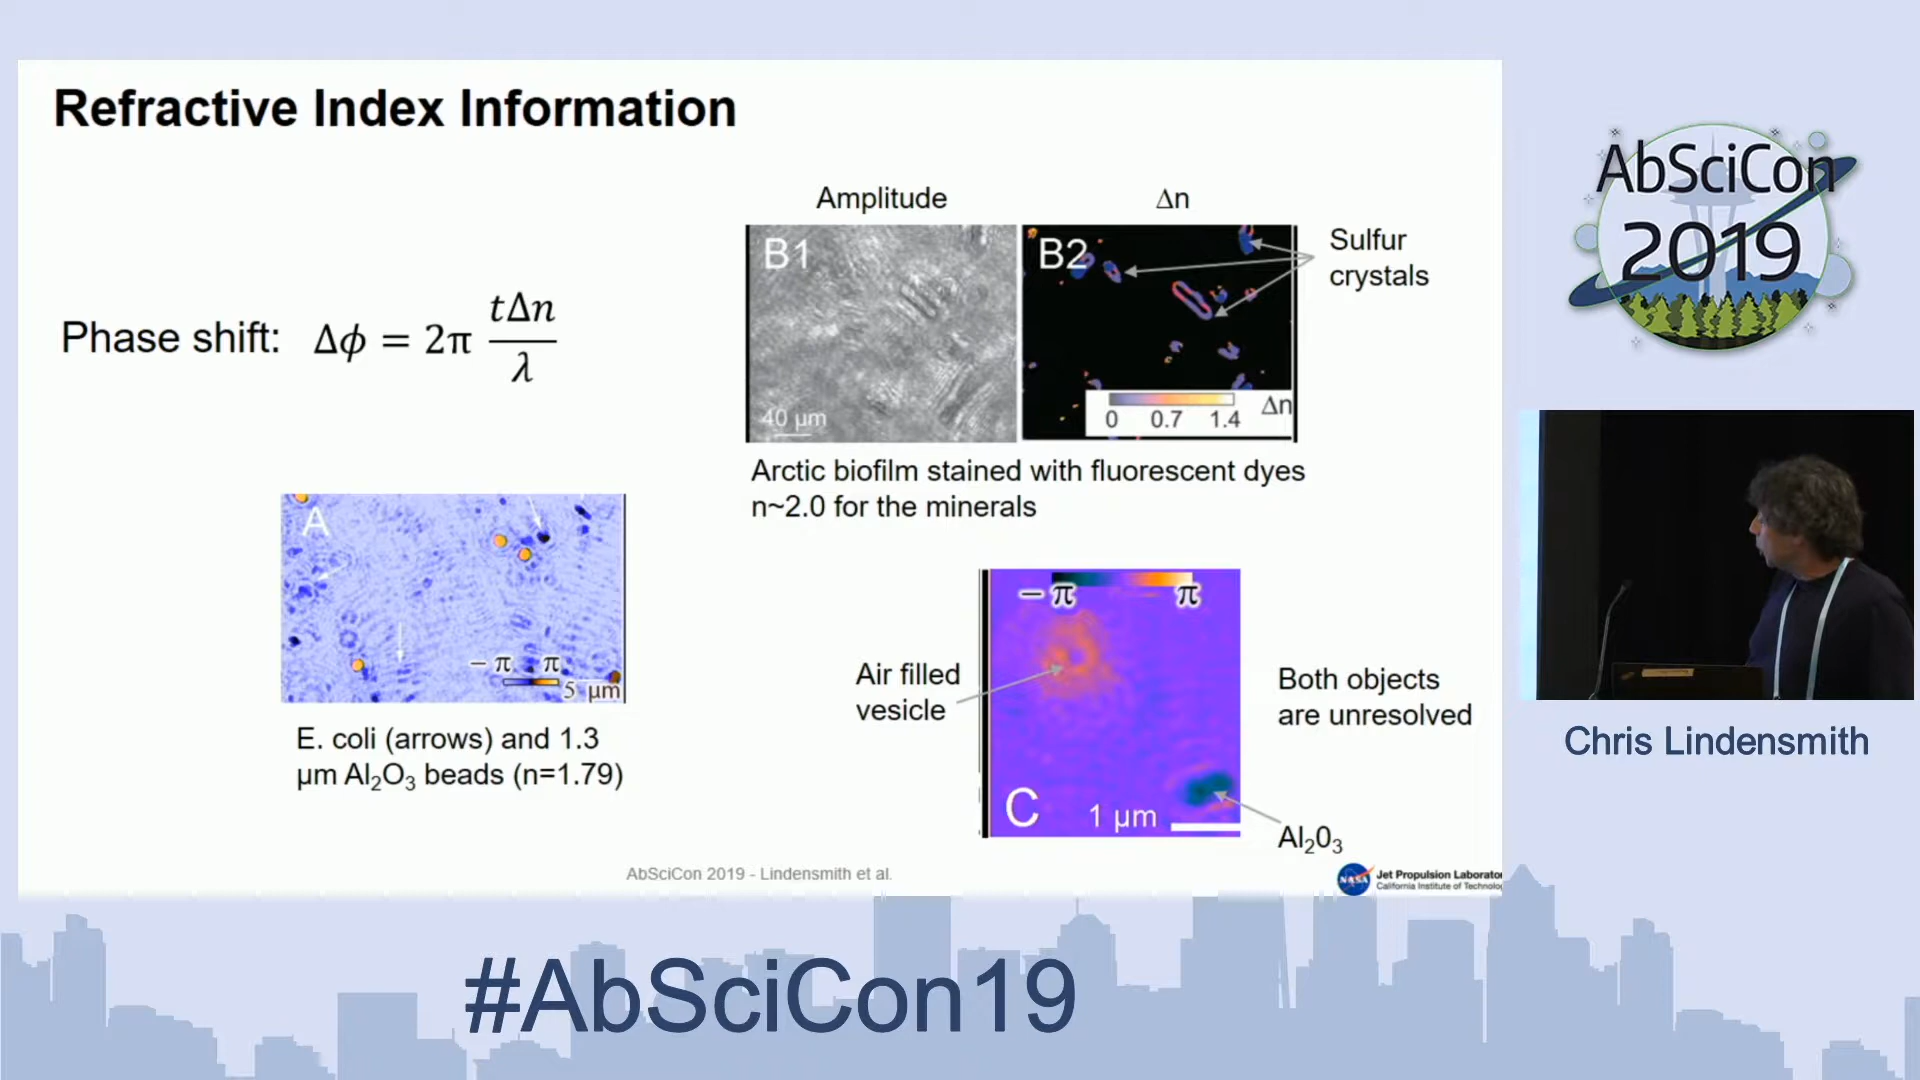 Refractive Index Information
Phase shift: Δϕ = 2π tΔn/λ
Amplitude
Δn
B1
40 µm
B2
Δn
0 0.7 1.4
Sulfur
crystals
Arctic biofilm stained with fluorescent dyes
n~2.0 for the minerals
A
− π π
5 µm
E. coli (arrows) and 1.3
µm Al₂O₃ beads (n=1.79)
− π π
Air filled
vesicle
C
1 µm
Both objects
are unresolved
Al₂0₃
AbSciCon 2019 - Lindensmith et al.
NASA
Jet Propulsion Laborato
California Institute of Technolo
AbSciCon
2019
Chris Lindensmith
#AbSciCon19